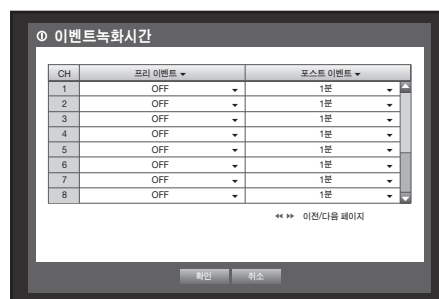 이벤트녹화시간
CH 프리 이벤트 포스트 이벤트
1 OFF 1분
2 OFF 1분
3 OFF 1분
4 OFF 1분
5 OFF 1분
6 OFF 1분
7 OFF 1분
8 OFF 1분
이전/다음 페이지
확인 취소